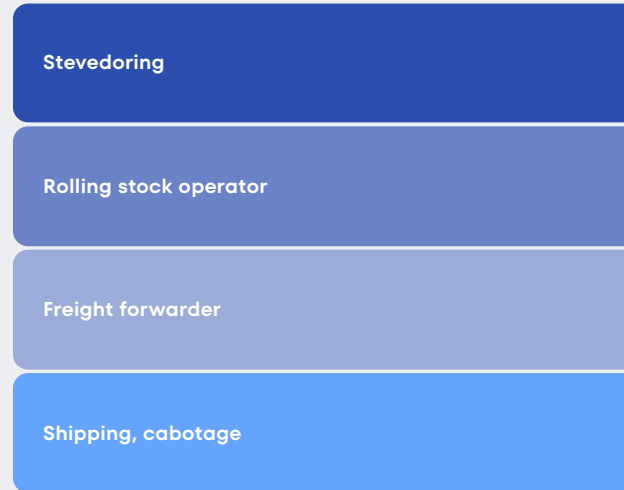 Stevedoring
Rolling stock operator
Freight forwarder
Shipping, cabotage